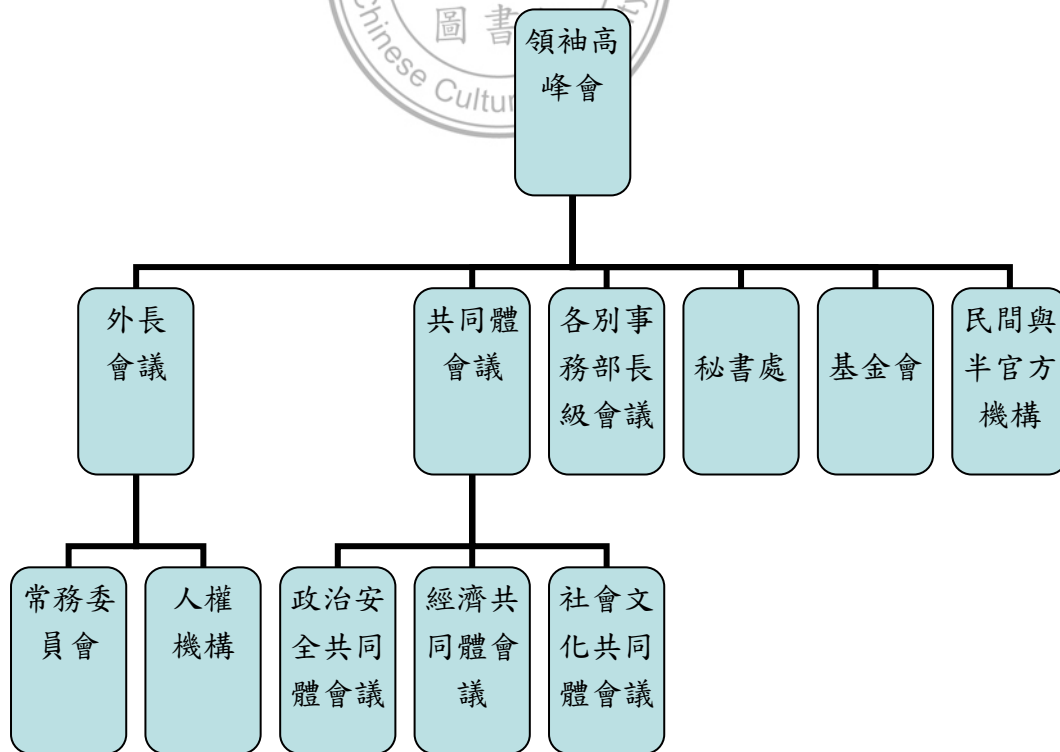 圖書
Chinese Cultur
領袖高
峰會
外長
會議
共同體
會議
各別事
務部長
級會議
秘書處
基金會
民間與
半官方
機構
常務委
員會
人權
機構
政治安
全共同
體會議
經濟共
同體會
議
社會文
化共同
體會議